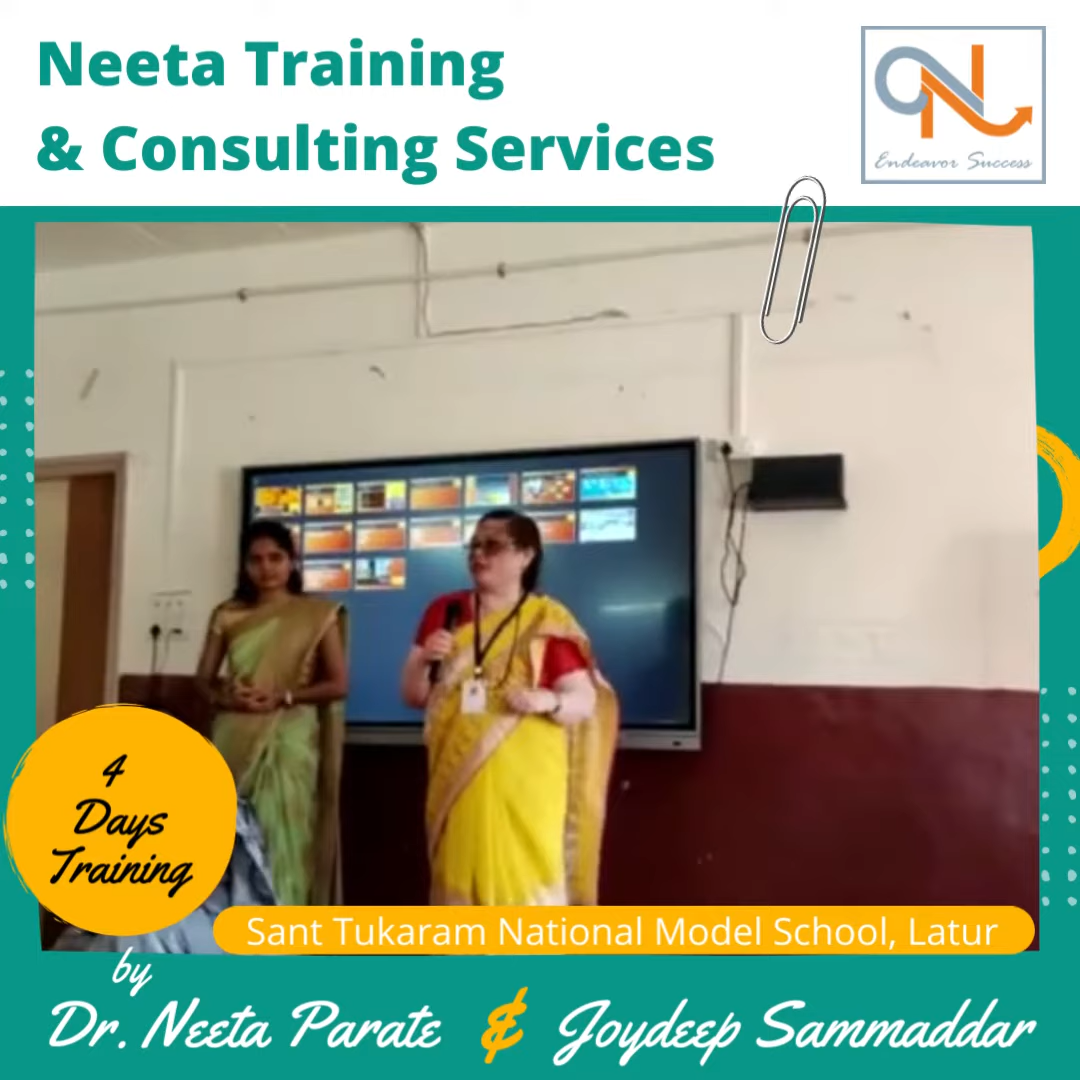 Neeta Training
& Consulting Services
Endeavor Success
4
Days
Training
Sant Tukaram National Model School, Latur
by
Dr. Neeta Parate & Joydeep Sammaddar